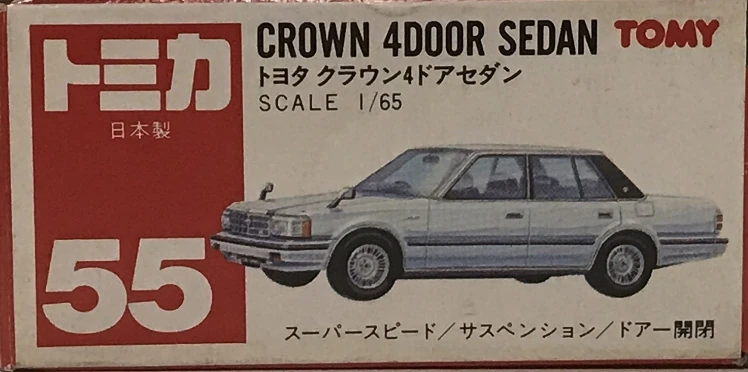 トミカ
日本製
55
CROWN 4DOOR SEDAN
TOMY
トヨタ クラウン4ドアセダン
SCALE 1/65
スーパースピード/サスペンション/ドアー開閉